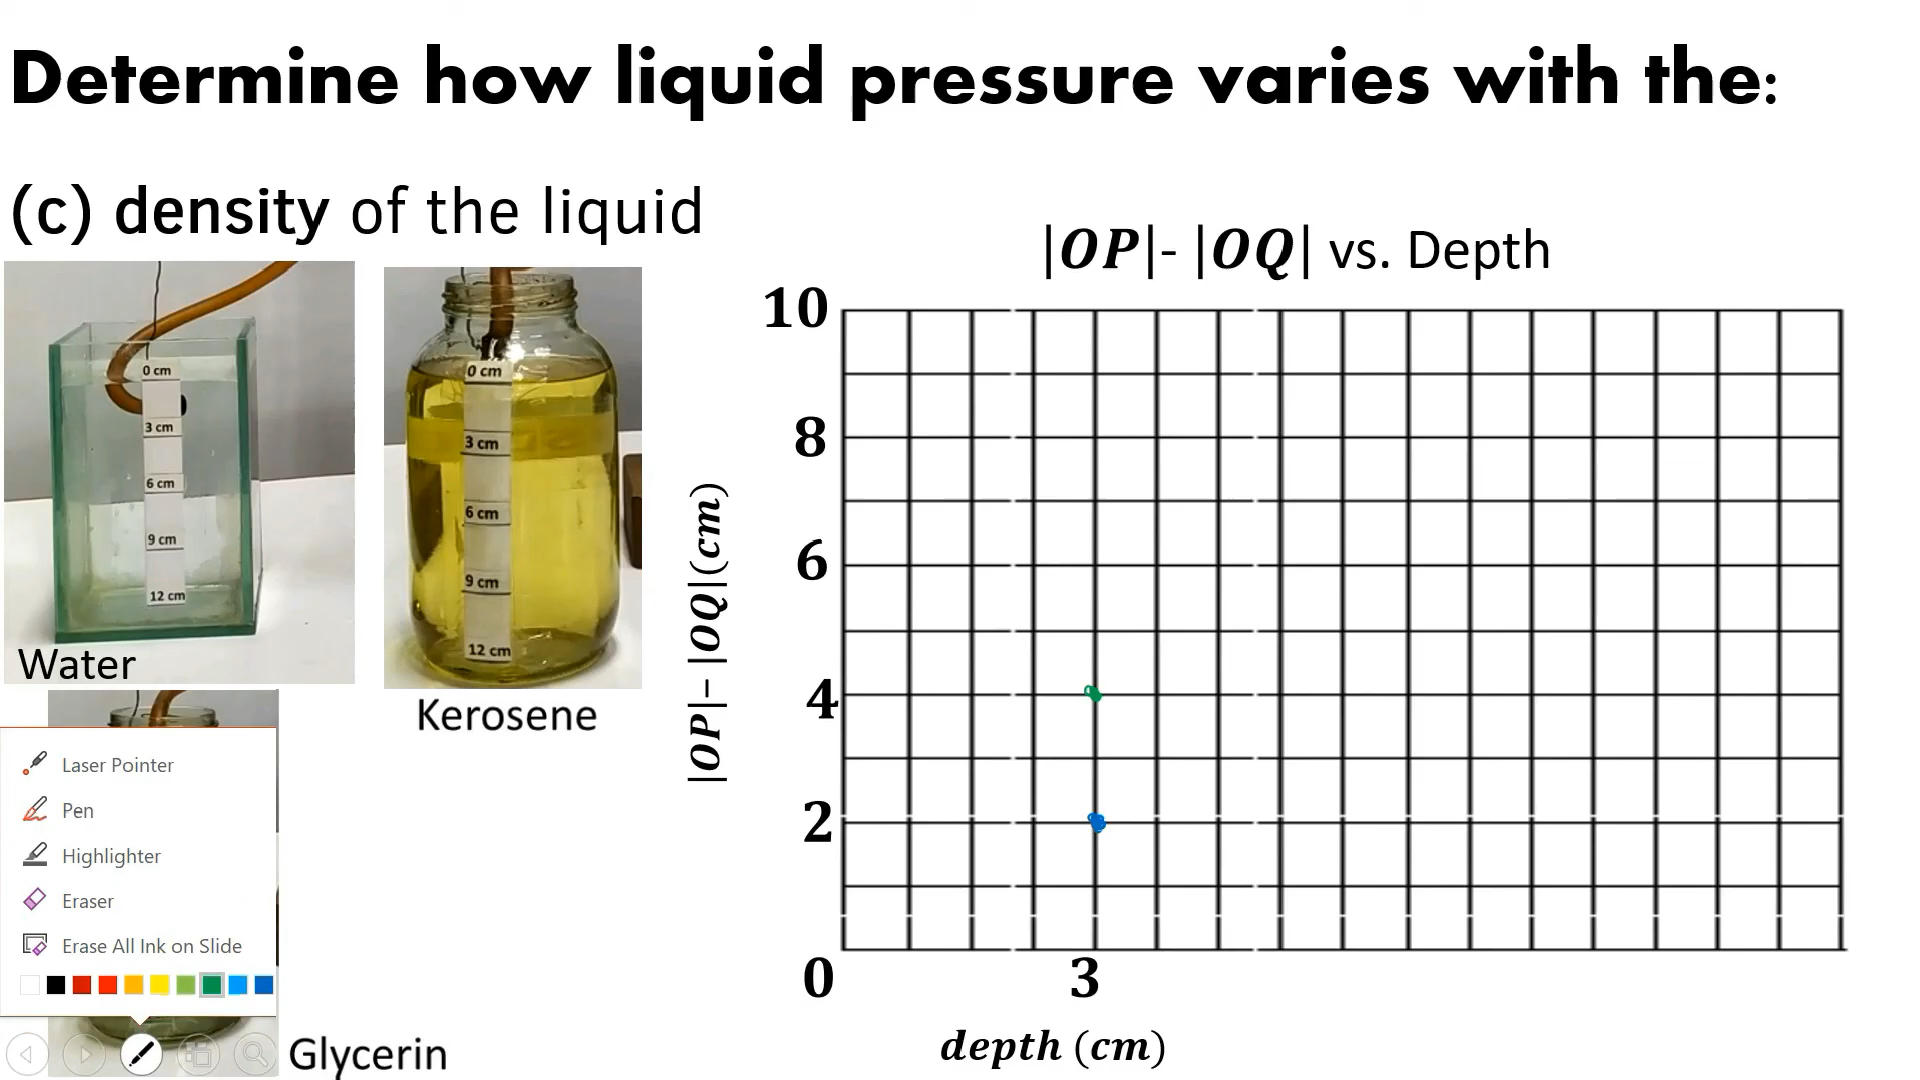 Determine how liquid pressure varies with the:
(c) density of the liquid
0 cm
3 cm
6 cm
9 cm
12 cm
Water
0 cm
3 cm
6 cm
9 cm
12 cm
Kerosene
Laser Pointer
Pen
Highlighter
Eraser
Erase All Ink on Slide
Glycerin
|OP|- |OQ| vs. Depth
10
8
6
4
2
0
3
|OP|− |OQ|(cm)
depth (cm)